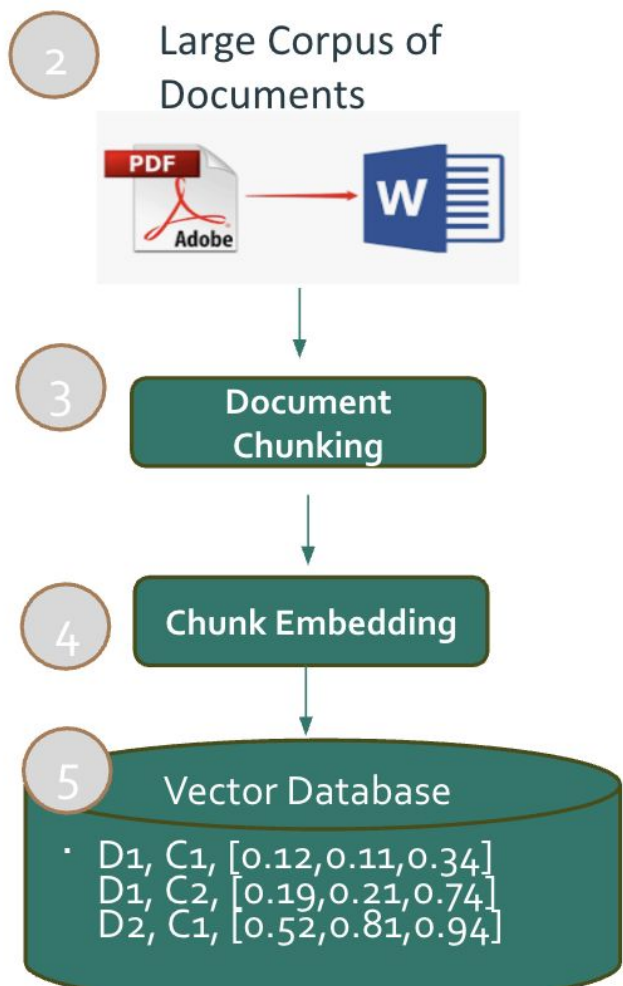 2
Large Corpus of
Documents
PDF
Adobe
W
3
Document
Chunking
4
Chunk Embedding
5
Vector Database
· D1, C1, [0.12,0.11,0.34]
D1, C2, [0.19,0.21,0.74]
D2, C1, [0.52,0.81,0.94]